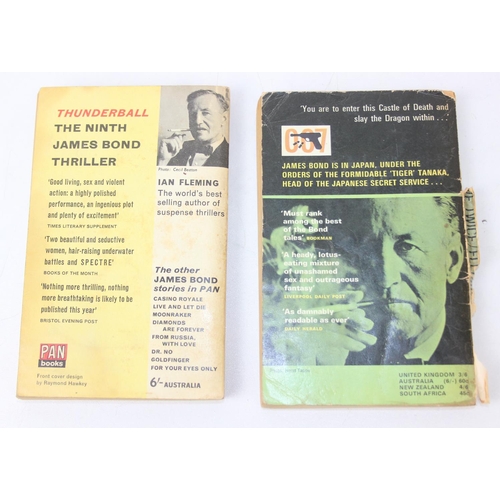 THUNDERBALL
THE NINTH
JAMES BOND
THRILLER
'Good living, sex and violent
action: a highly polished
performance, an ingenious plot
and plenty of excitement'
TIMES LITERARY SUPPLEMENT
'Two beautiful and seductive
women, hair-raising underwater
battles and SPECTRE'
BOOKS OF THE MONTH
'Nothing more thrilling, nothing
more breathtaking is likely to be
published this year'
BRISTOL EVENING POST
PAN
books
Front cover design
by Raymond Hawkey
Photo: Cecil Beaton
IAN FLEMING
The world's best
selling author of
suspense thrillers
The other
JAMES BOND
stories in PAN
CASINO ROYALE
LIVE AND LET DIE
MOONRAKER
DIAMONDS
ARE FOREVER
FROM RUSSIA,
WITH LOVE
DR. NO
GOLDFINGER
FOR YOUR EYES ONLY
6/- AUSTRALIA
'You are to enter this Castle of Death and
slay the Dragon within . . .'
007
JAMES BOND IS IN JAPAN, UNDER THE
ORDERS OF THE FORMIDABLE 'TIGER' TANAKA,
HEAD OF THE JAPANESE SECRET SERVICE . . .
'Must rank
among the best
of the Bond
tales' BOOKMAN
'A heady, lotus-
eating mixture
of unashamed
sex and outrageous
fantasy'
LIVERPOOL DAILY POST
'As damnably
readable as ever'
DAILY HERALD
UNITED KINGDOM 3/6
AUSTRALIA (6/-) 60c
NEW ZEALAND
SOUTH AFRICA